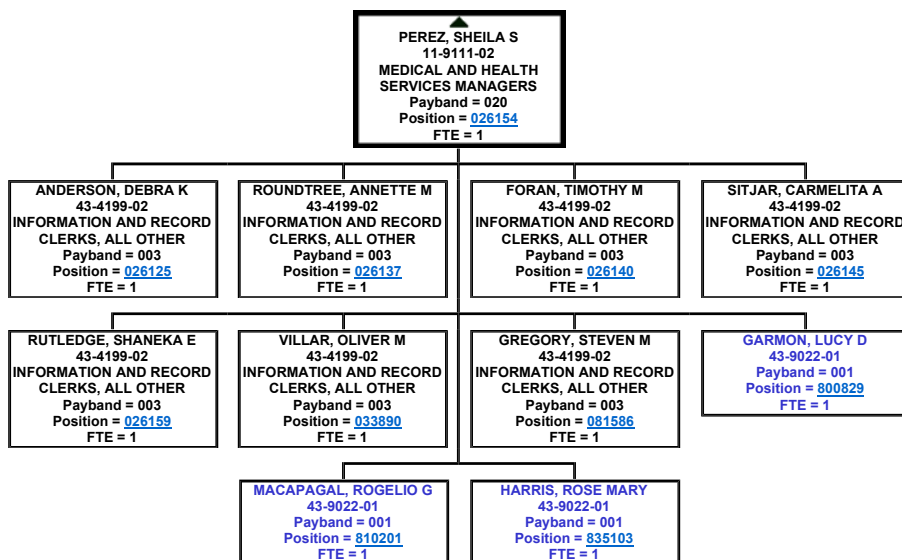 PEREZ, SHEILA S
11-9111-02
MEDICAL AND HEALTH
SERVICES MANAGERS
Payband = 020
Position = 026154
FTE = 1
ANDERSON, DEBRA K
43-4199-02
INFORMATION AND RECORD
CLERKS, ALL OTHER
Payband = 003
Position = 026125
FTE = 1
ROUNDTREE, ANNETTE M
43-4199-02
INFORMATION AND RECORD
CLERKS, ALL OTHER
Payband = 003
Position = 026137
FTE = 1
FORAN, TIMOTHY M
43-4199-02
INFORMATION AND RECORD
CLERKS, ALL OTHER
Payband = 003
Position = 026140
FTE = 1
SITJAR, CARMELITA A
43-4199-02
INFORMATION AND RECORD
CLERKS, ALL OTHER
Payband = 003
Position = 026145
FTE = 1
RUTLEDGE, SHANEKA E
43-4199-02
INFORMATION AND RECORD
CLERKS, ALL OTHER
Payband = 003
Position = 026159
FTE = 1
VILLAR, OLIVER M
43-4199-02
INFORMATION AND RECORD
CLERKS, ALL OTHER
Payband = 003
Position = 033890
FTE = 1
GREGORY, STEVEN M
43-4199-02
INFORMATION AND RECORD
CLERKS, ALL OTHER
Payband = 003
Position = 081586
FTE = 1
GARMON, LUCY D
43-9022-01
Payband = 001
Position = 800829
FTE = 1
MACAPAGAL, ROGELIO G
43-9022-01
Payband = 001
Position = 810201
FTE = 1
HARRIS, ROSE MARY
43-9022-01
Payband = 001
Position = 835103
FTE = 1